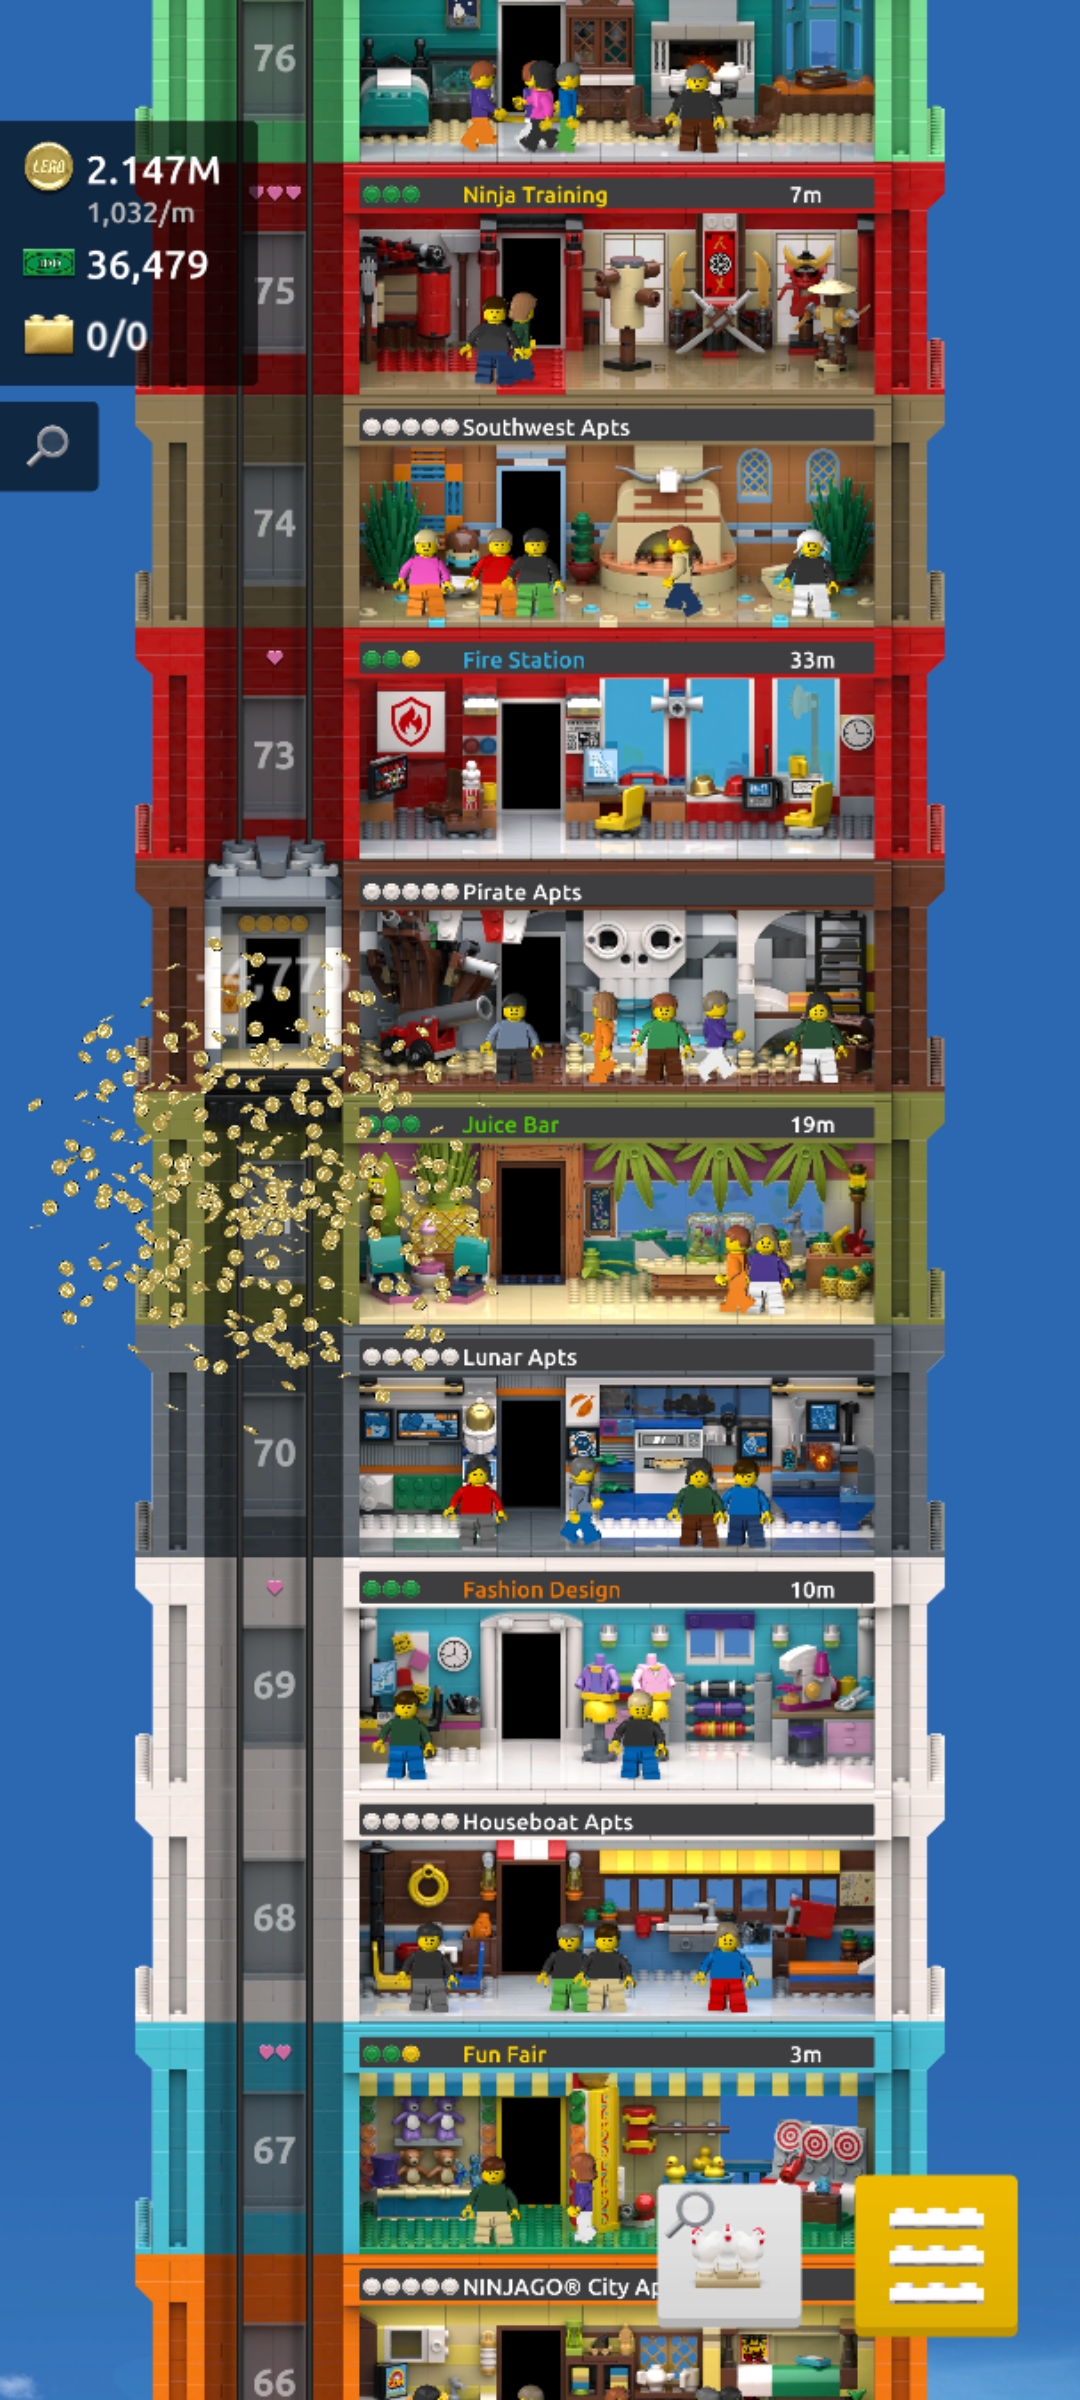 76
LEGO
2.147M
1,032/m
36,479
0/0
Ninja Training 7m
75
Southwest Apts
74
Fire Station 33m
73
Pirate Apts
Juice Bar 19m
Lunar Apts
70
Fashion Design 10m
69
Houseboat Apts
68
Fun Fair 3m
67
NINJAGO® City
66